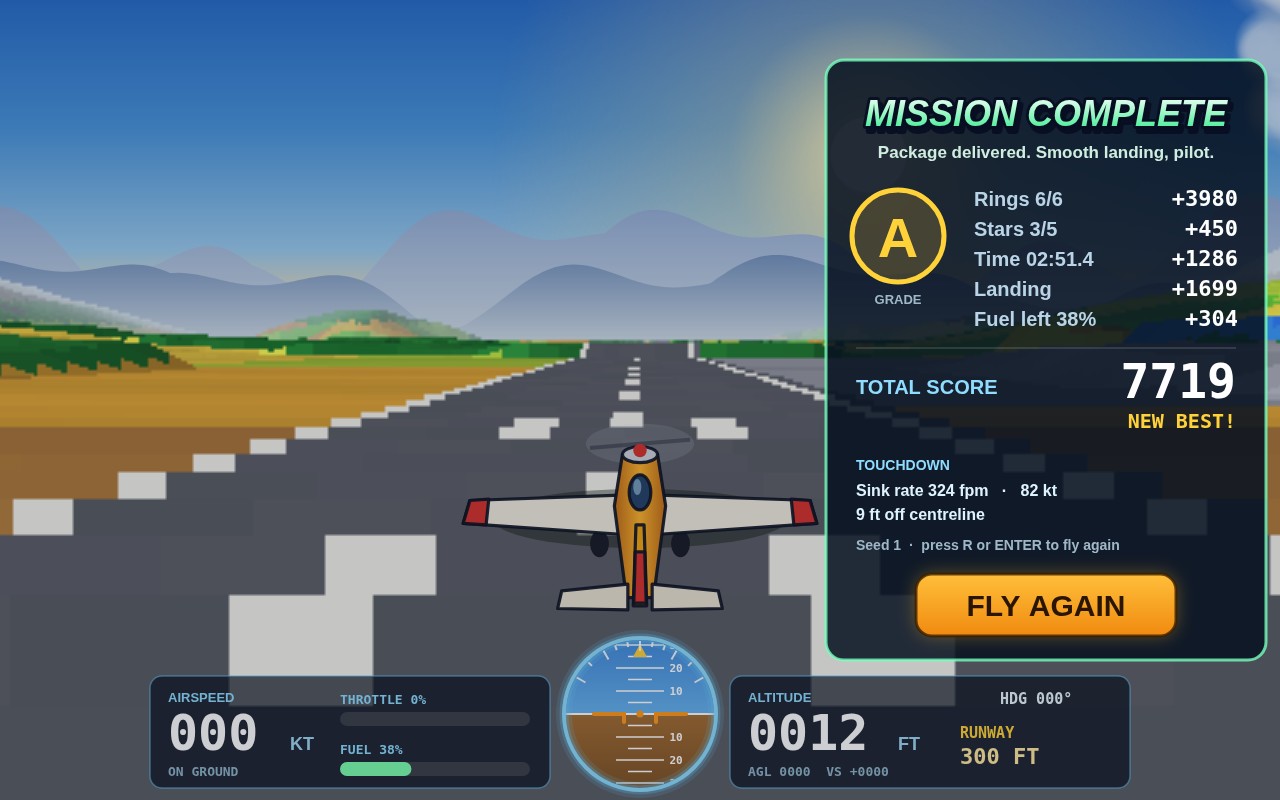 MISSION COMPLETE
Package delivered. Smooth landing, pilot.
A
GRADE
Rings 6/6 +3980
Stars 3/5 +450
Time 02:51.4 +1286
Landing +1699
Fuel left 38% +304
TOTAL SCORE 7719
NEW BEST!
TOUCHDOWN
Sink rate 324 fpm · 82 kt
9 ft off centreline
Seed 1 · press R or ENTER to fly again
FLY AGAIN
AIRSPEED
000 KT
ON GROUND
THROTTLE 0%
FUEL 38%
20
10
10
20
ALTITUDE
0012 FT
AGL 0000 VS +0000
HDG 000°
RUNWAY
300 FT